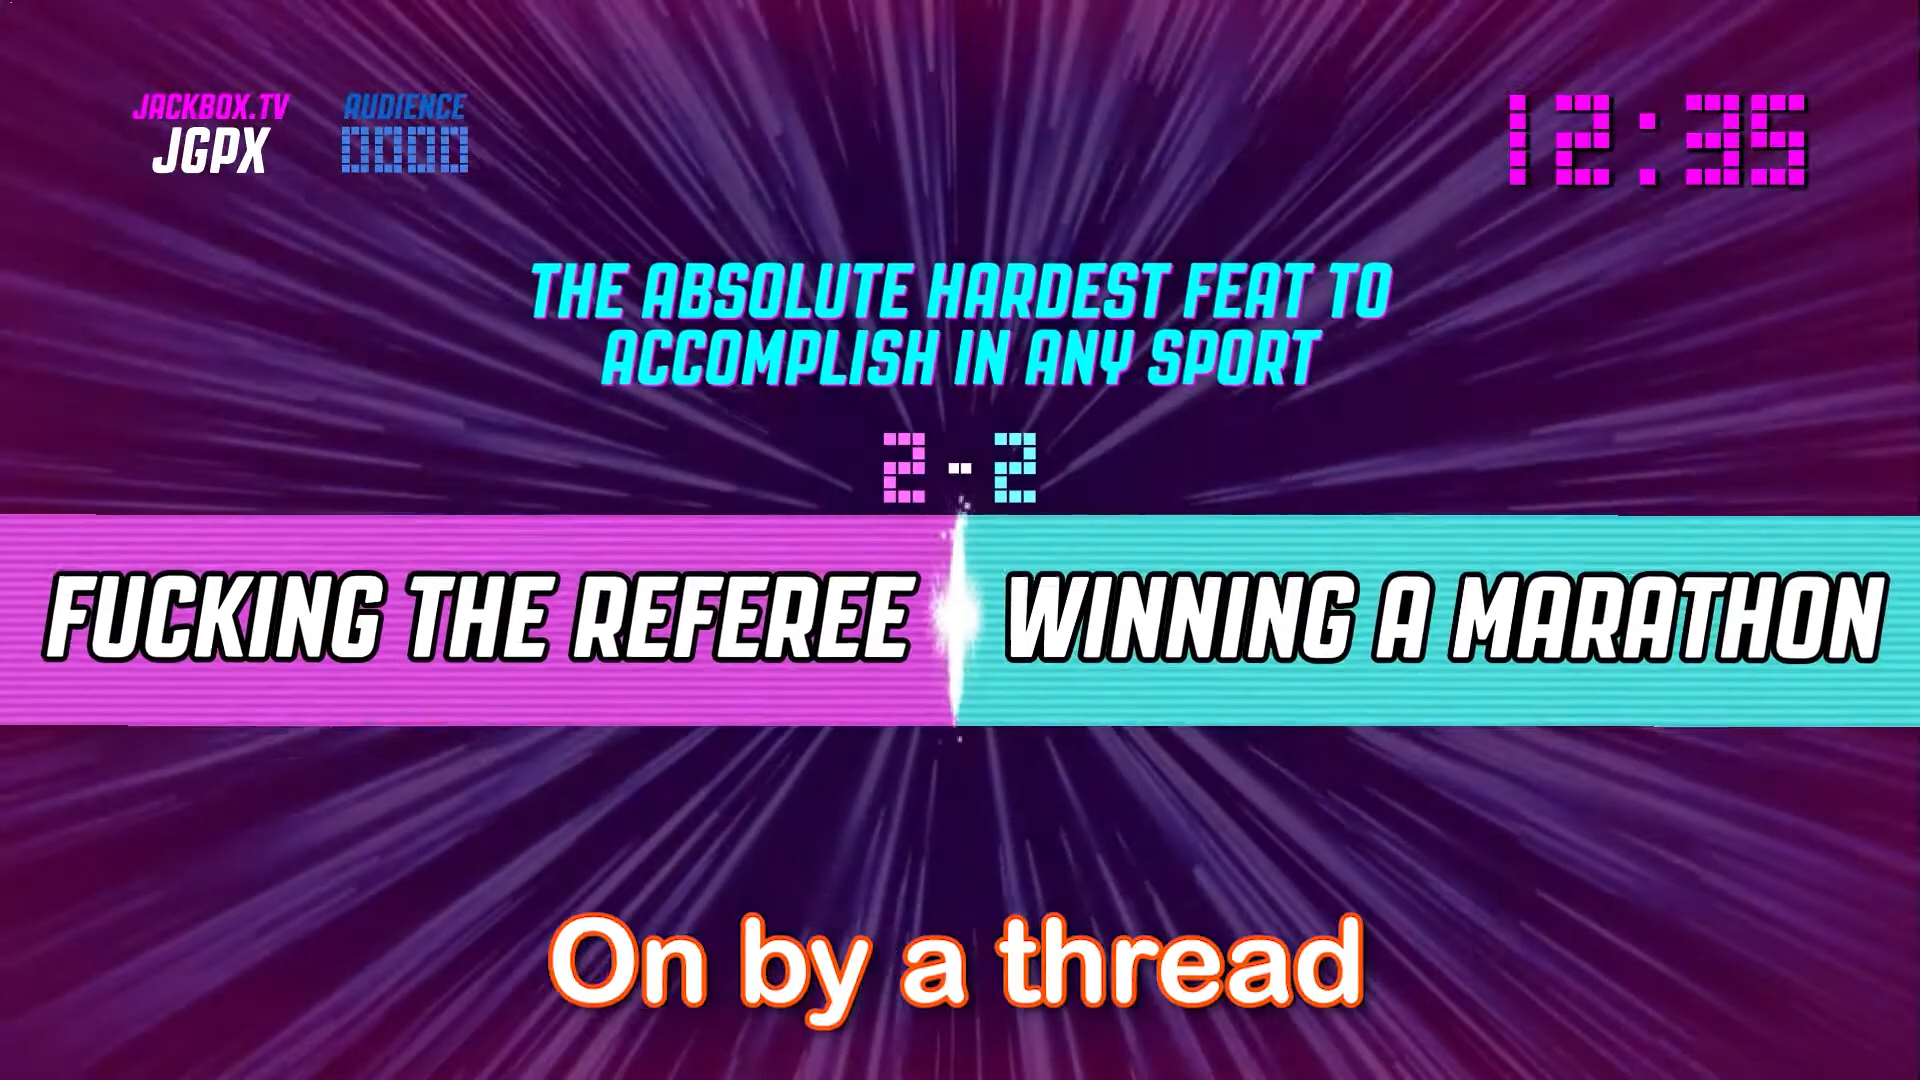 JACKBOX.TV
JGPX
AUDIENCE
0000
12:35
THE ABSOLUTE HARDEST FEAT TO
ACCOMPLISH IN ANY SPORT
2-2
FUCKING THE REFEREE
WINNING A MARATHON
On by a thread